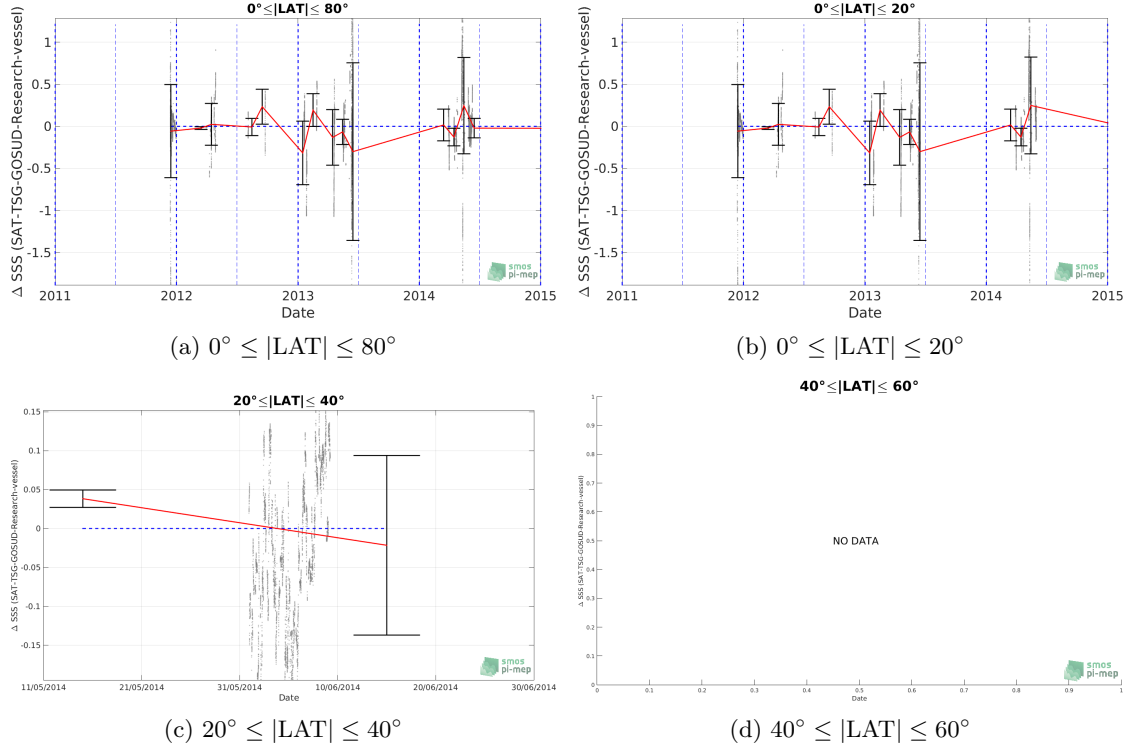 0°≤|LAT|≤ 80°
Δ SSS (SAT-TSG-GOSUD-Research-vessel)
1
0.5
0
-0.5
-1
-1.5
2011 2012 2013 2014 2015
Date
smos
pi-mep
(a) 0° ≤ |LAT| ≤ 80°
0°≤|LAT|≤ 20°
Δ SSS (SAT-TSG-GOSUD-Research-vessel)
1
0.5
0
-0.5
-1
-1.5
2011 2012 2013 2014 2015
Date
smos
pi-mep
(b) 0° ≤ |LAT| ≤ 20°
20°≤|LAT|≤ 40°
Δ SSS (SAT-TSG-GOSUD-Research-vessel)
0.15
0.1
0.05
0
-0.05
-0.1
-0.15
11/05/2014 21/05/2014 31/05/2014 10/06/2014 20/06/2014 30/06/2014
Date
smos
pi-mep
(c) 20° ≤ |LAT| ≤ 40°
40°≤|LAT|≤ 60°
Δ SSS (SAT-TSG-GOSUD-Research-vessel)
1
0.9
0.8
0.7
0.6
0.5
0.4
0.3
0.2
0.1
0
NO DATA
0 0.1 0.2 0.3 0.4 0.5 0.6 0.7 0.8 0.9 1
Date
smos
pi-mep
(d) 40° ≤ |LAT| ≤ 60°